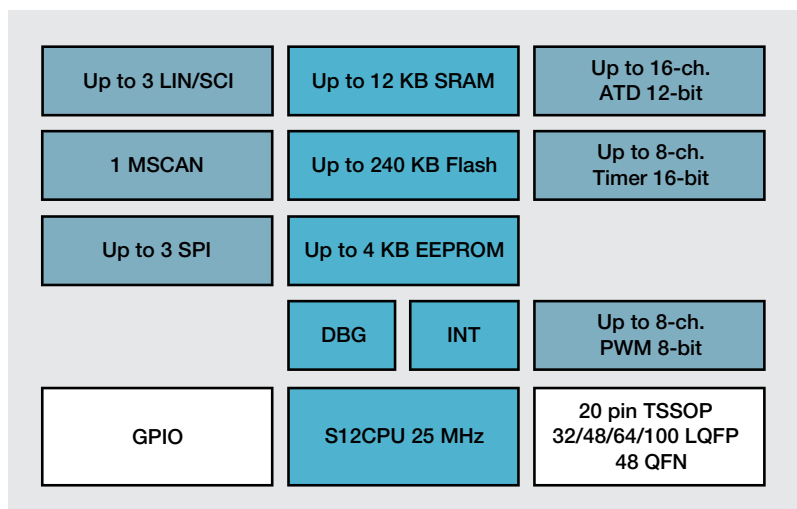 Up to 3 LIN/SCI
Up to 12 KB SRAM
Up to 16-ch.
ATD 12-bit
1 MSCAN
Up to 240 KB Flash
Up to 8-ch.
Timer 16-bit
Up to 3 SPI
Up to 4 KB EEPROM
DBG
INT
Up to 8-ch.
PWM 8-bit
GPIO
S12CPU 25 MHz
20 pin TSSOP
32/48/64/100 LQFP
48 QFN